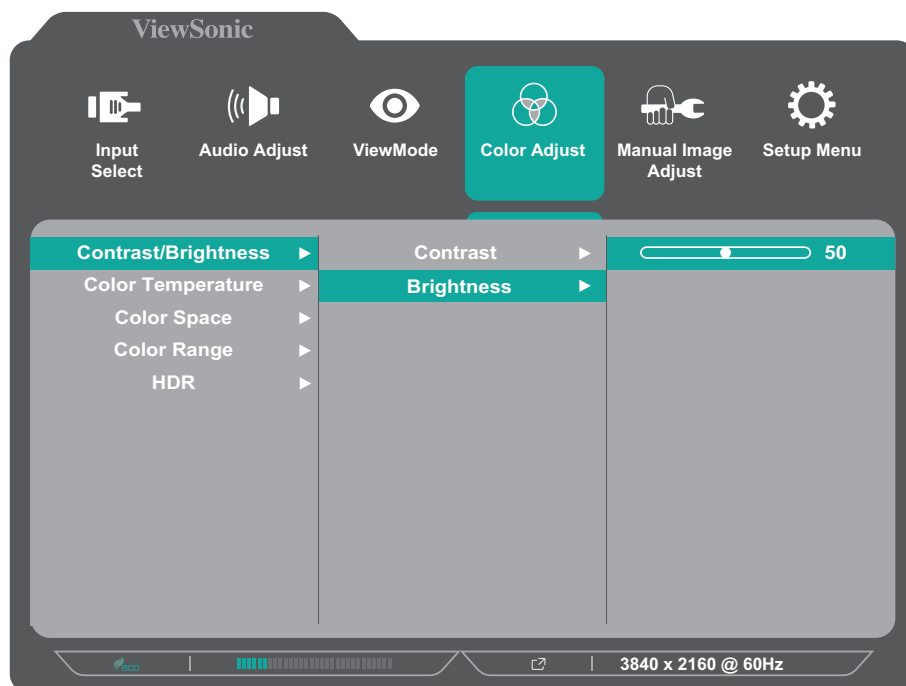 ViewSonic
Input
Select
Audio Adjust
ViewMode
Color Adjust
Manual Image
Adjust
Setup Menu
Contrast/Brightness
Contrast
50
Color Temperature
Brightness
Color Space
Color Range
HDR
eco
3840 x 2160 @ 60Hz